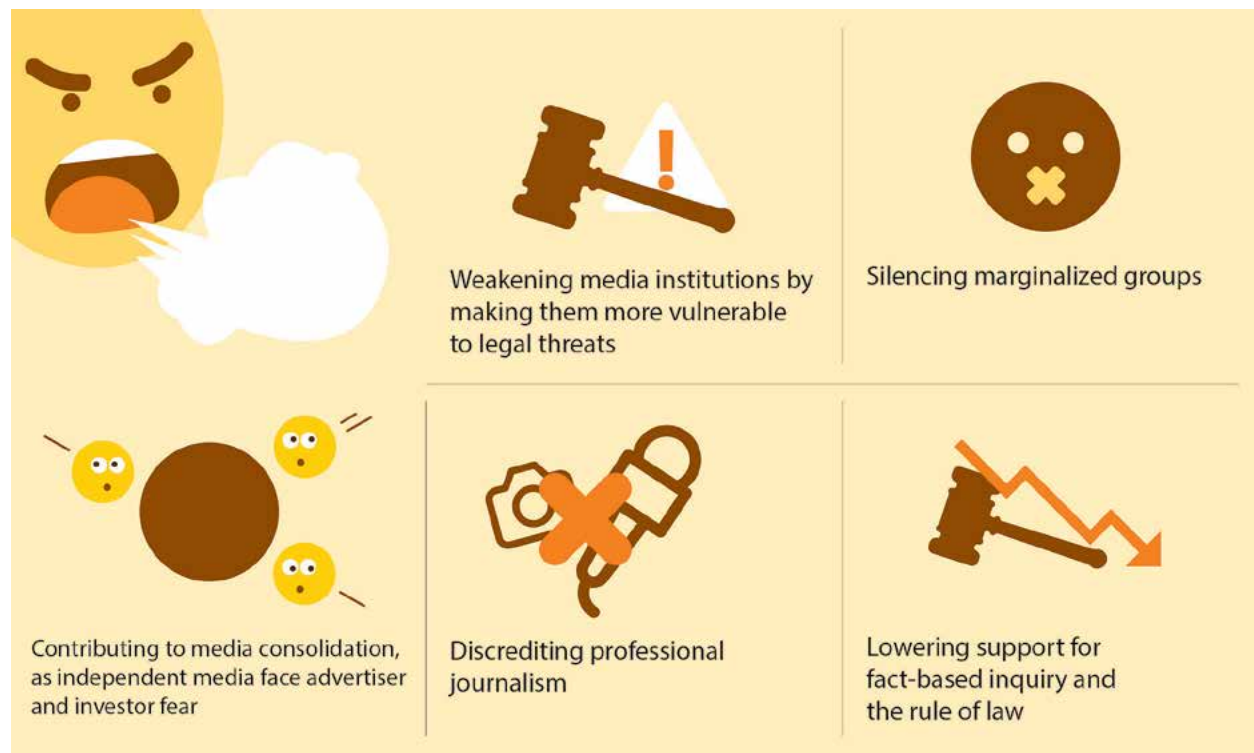 Weakening media institutions by
making them more vulnerable
to legal threats
Silencing marginalized groups
Contributing to media consolidation,
as independent media face advertiser
and investor fear
Discrediting professional
journalism
Lowering support for
fact-based inquiry and
the rule of law